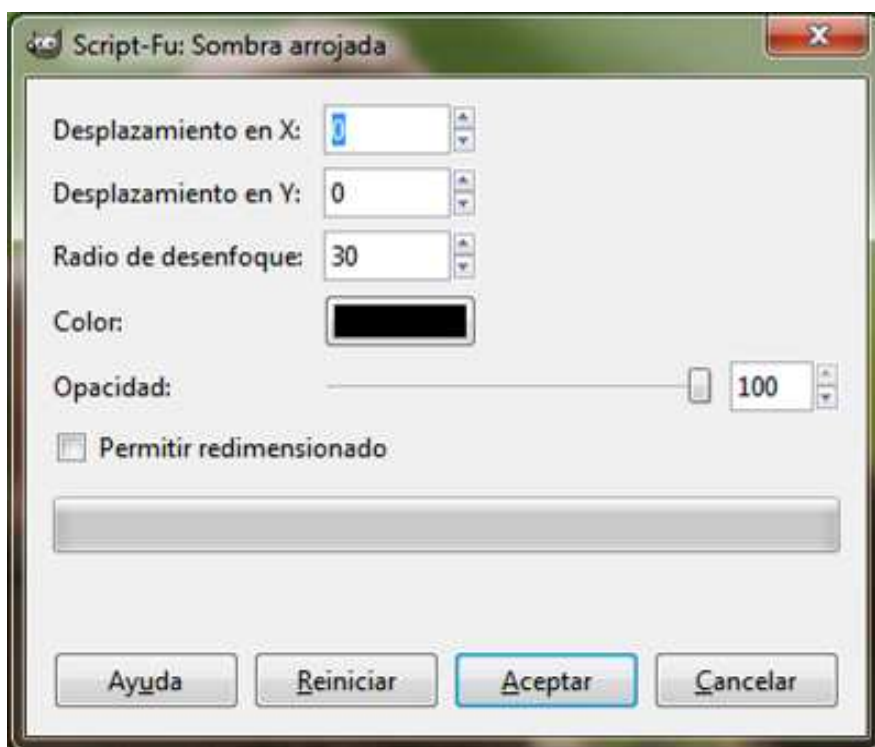 Script-Fu: Sombra arrojada
Desplazamiento en X: 0
Desplazamiento en Y: 0
Radio de desenfoque: 30
Color:
Opacidad: 100
Permitir redimensionado
Ayuda Reiniciar Aceptar Cancelar